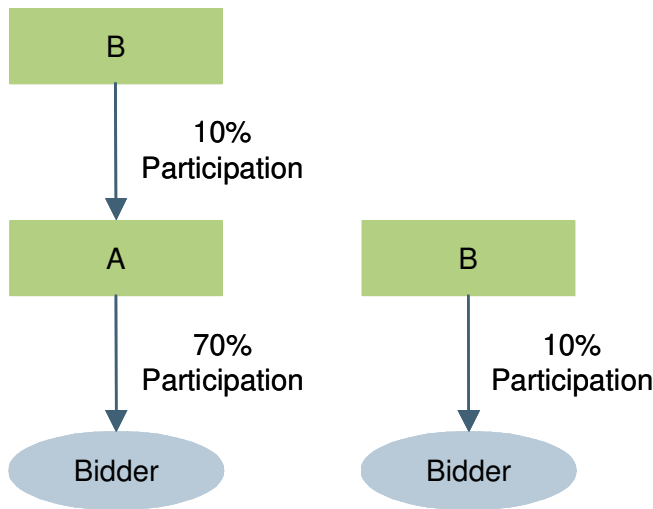 B
10%
Participation
A
B
70%
Participation
10%
Participation
Bidder
Bidder